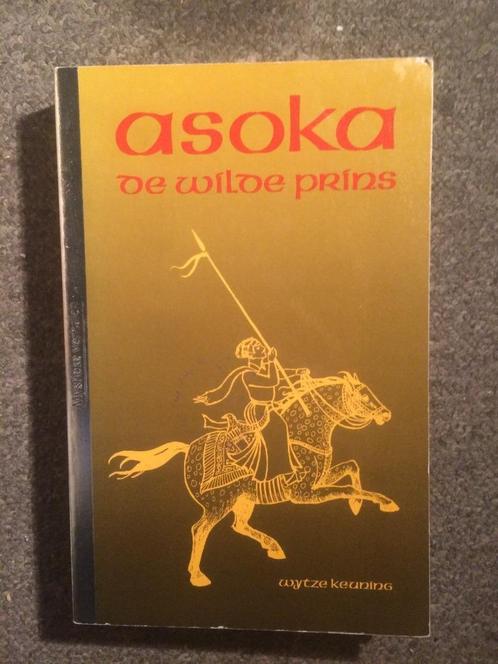 asoka
de wilde prins
wytze keuning